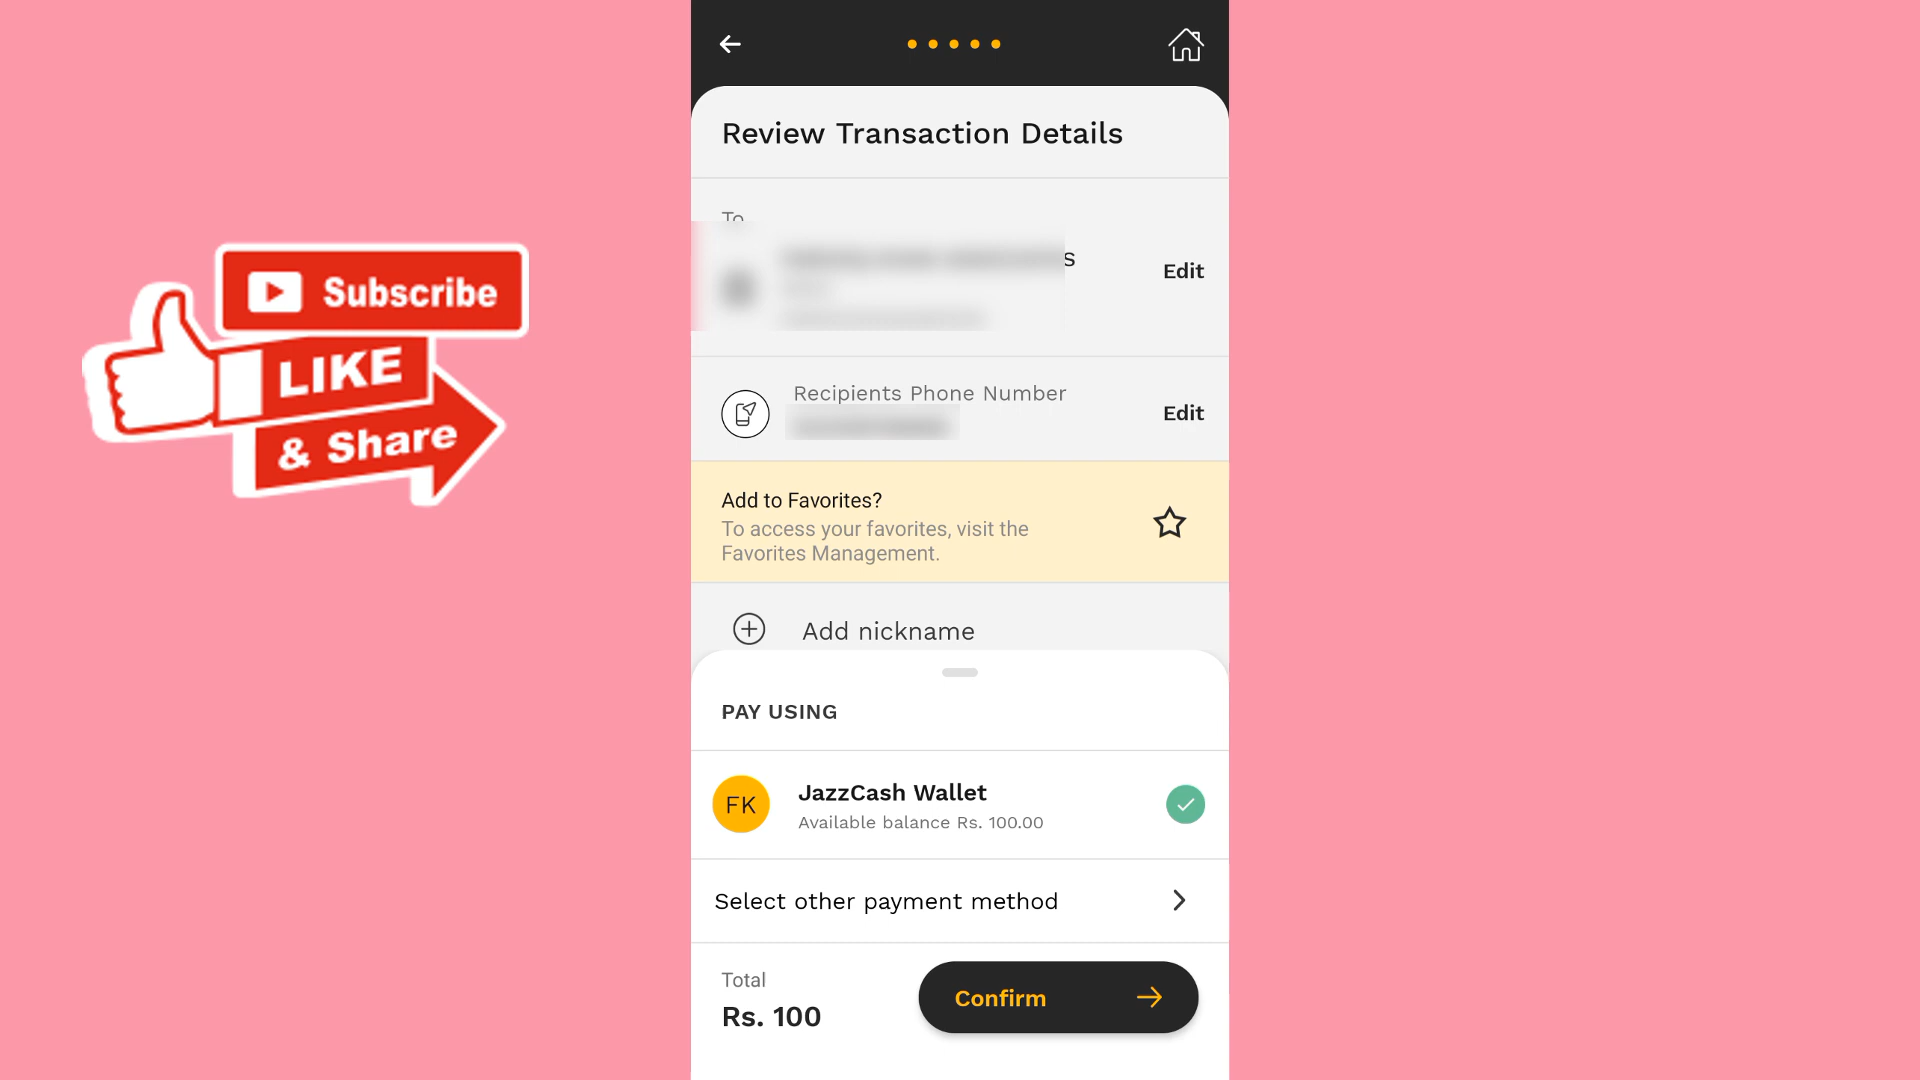 Review Transaction Details
To
Edit
Recipients Phone Number
Edit
Add to Favorites?
To access your favorites, visit the
Favorites Management.
Add nickname
PAY USING
FK
JazzCash Wallet
Available balance Rs. 100.00
Select other payment method
Total
Rs. 100
Confirm
Subscribe
LIKE
& Share